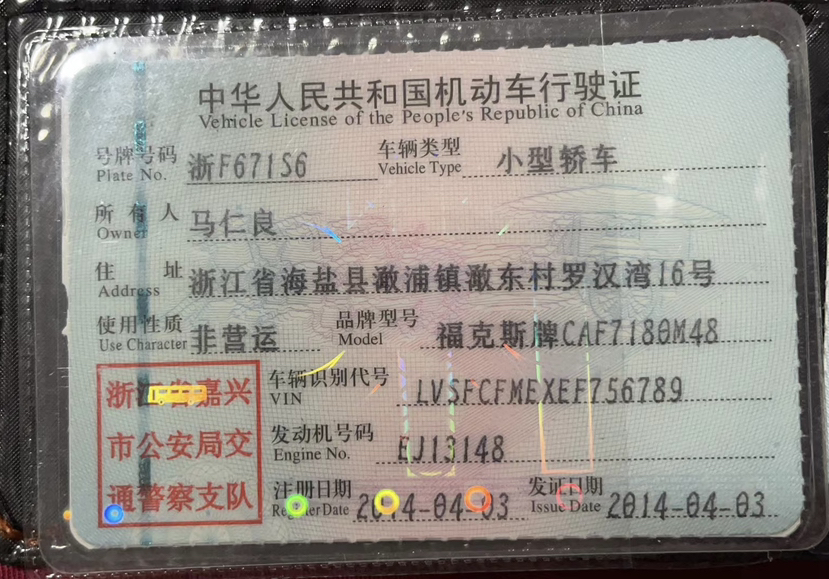 中华人民共和国机动车行驶证
Vehicle License of the People's Republic of China
号牌号码 浙F671S6 车辆类型 小型轿车
Plate No. Vehicle Type
所有人 马仁良
Owner
住址 浙江省海盐县澉浦镇澉东村罗汉湾16号
Address
使用性质 非营运 品牌型号 福克斯牌CAF7180M48
Use Character Model
浙江省嘉兴
市公安局交
通警察支队
车辆识别代号 LVSFCFMEXEF756789
VIN
发动机号码 EJ13148
Engine No.
注册日期 2014-04-03 发证日期 2014-04-03
Register Date Issue Date